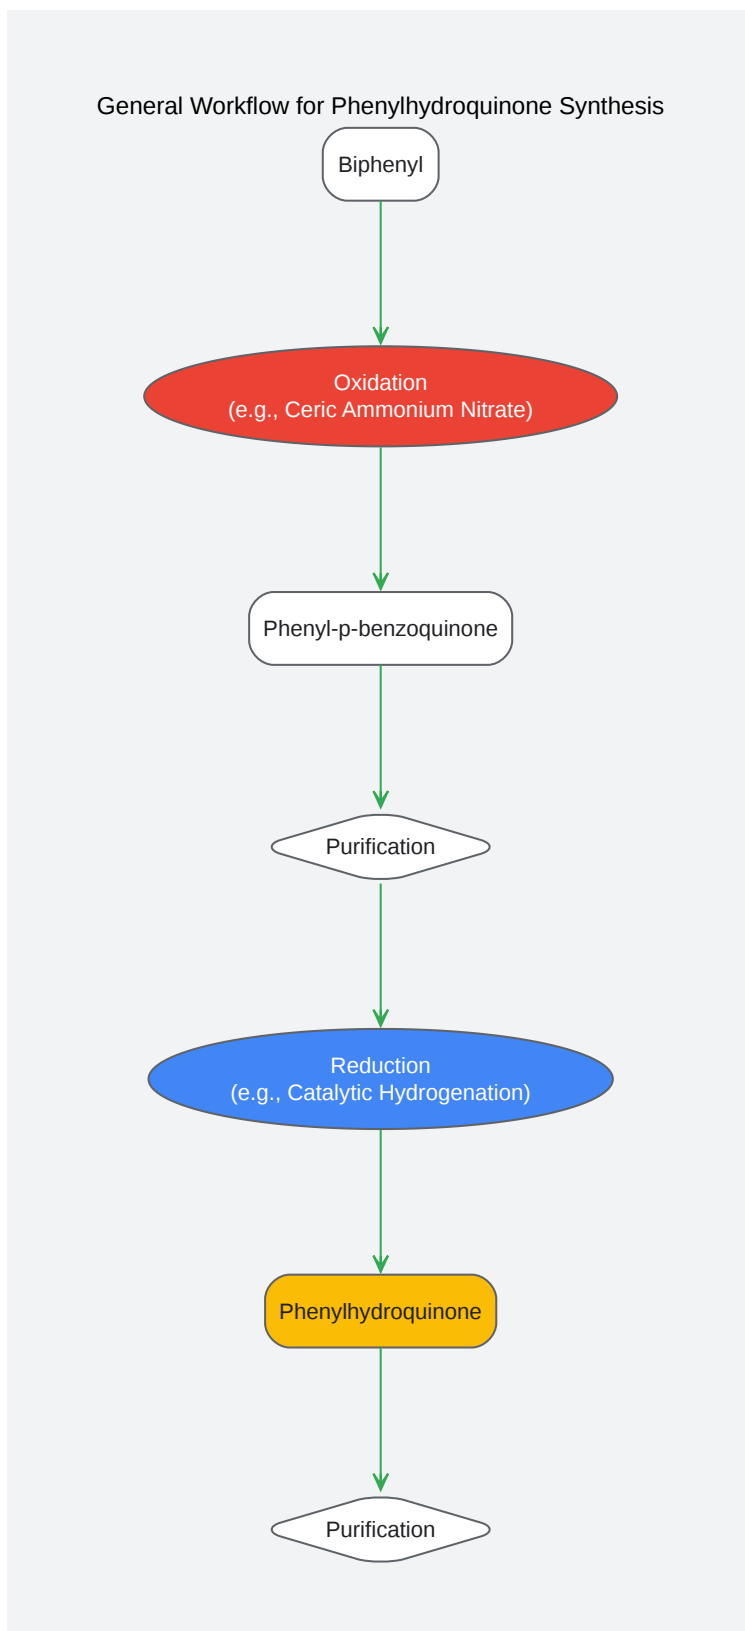 General Workflow for Phenylhydroquinone Synthesis
Biphenyl
Oxidation
(e.g., Ceric Ammonium Nitrate)
Phenyl-p-benzoquinone
Purification
Reduction
(e.g., Catalytic Hydrogenation)
Phenylhydroquinone
Purification